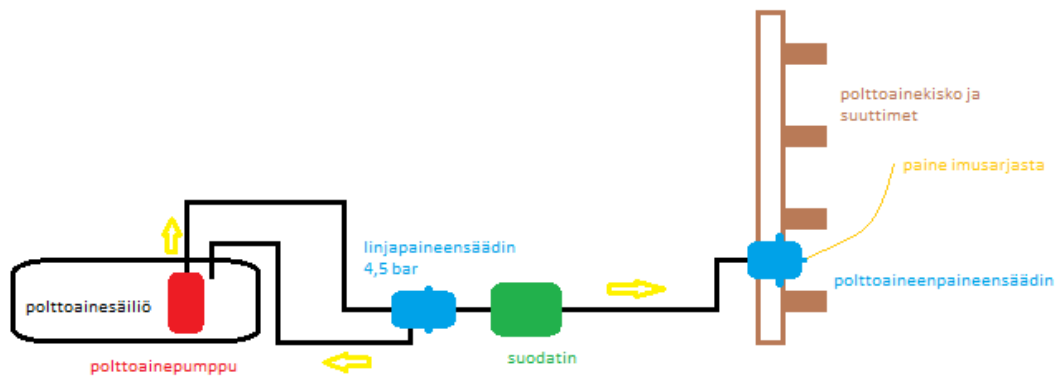 polttoainekisko ja
suuttimet
paine imusarjasta
linjapaineensäädin
4,5 bar
polttoaineenpaineensäädin
polttoainesäiliö
suodatin
polttoainepumppu